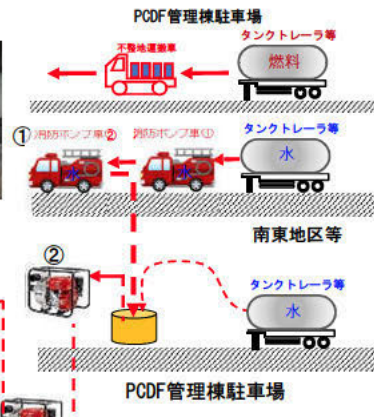 PCDF管理棟駐車場
不整地運搬車
タンクトレーラ等
燃料
①
消防ポンプ車②
消防ポンプ車①
タンクトレーラ等
水
水
水
南東地区等
②
タンクトレーラ等
水
PCDF管理棟駐車場